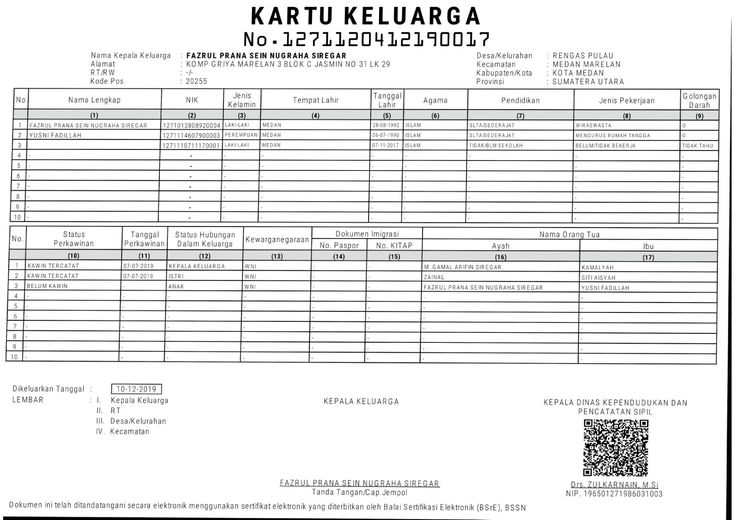 KARTU KELUARGA
No.1271120412190017
Nama Kepala Keluarga : FAZRUL PRANA SEIN NUGRAHA SIREGAR
Alamat : KOMP GRIYA MARELAN 3 BLOK C JASMIN NO 31 LK 29
RT/RW : -/-
Kode Pos : 20255
Desa/Kelurahan : RENGAS PULAU
Kecamatan : MEDAN MARELAN
Kabupaten/Kota : KOTA MEDAN
Provinsi : SUMATERA UTARA
No Nama Lengkap NIK Jenis Kelamin Tempat Lahir Tanggal Lahir Agama Pendidikan Jenis Pekerjaan Golongan Darah
(1) (2) (3) (4) (5) (6) (7) (8) (9)
1 FAZRUL PRANA SEIN NUGRAHA SIREGAR 1271012808920004 LAKI-LAKI MEDAN 28-08-1992 ISLAM SLTA/SEDERAJAT WIRASWASTA O
2 YUSNI FADILLAH 1271114607900003 PEREMPUAN MEDAN 06-07-1990 ISLAM SLTA/SEDERAJAT MENGURUS RUMAH TANGGA O
3 1271110711170001 LAKI-LAKI MEDAN 07-11-2017 ISLAM TIDAK/BLM SEKOLAH BELUM/TIDAK BEKERJA TIDAK TAHU
4 - - - - - - - - -
5 - - - - - - - - -
6 - - - - - - - - -
7 - - - - - - - - -
8 - - - - - - - - -
9 - - - - - - - - -
10 - - - - - - - - -
No. Status Perkawinan Tanggal Perkawinan Status Hubungan Dalam Keluarga Kewarganegaraan Dokumen Imigrasi Nama Orang Tua
No. Paspor No. KITAP Ayah Ibu
(10) (11) (12) (13) (14) (15) (16) (17)
1 KAWIN TERCATAT 07-07-2019 KEPALA KELUARGA WNI - - M. GAMAL ARIFIN SIREGAR KAMALYAH
2 KAWIN TERCATAT 07-07-2019 ISTRI WNI - - ZAINAL SITI AISYAH
3 BELUM KAWIN - ANAK WNI - - FAZRUL PRANA SEIN NUGRAHA SIREGAR YUSNI FADILLAH
4 - - - - - - - -
5 - - - - - - - -
6 - - - - - - - -
7 - - - - - - - -
8 - - - - - - - -
9 - - - - - - - -
10 - - - - - - - -
Dikeluarkan Tanggal : 10-12-2019
LEMBAR : I. Kepala Keluarga
II. RT
III. Desa/Kelurahan
IV. Kecamatan
KEPALA KELUARGA
FAZRUL PRANA SEIN NUGRAHA SIREGAR
Tanda Tangan/Cap Jempol
KEPALA DINAS KEPENDUDUKAN DAN
PENCATATAN SIPIL
Drs. ZULKARNAIN, M.Si
NIP. 196501271986031003
Dokumen ini telah ditandatangani secara elektronik menggunakan sertifikat elektronik yang diterbitkan oleh Balai Sertifikasi Elektronik (BSrE), BSSN